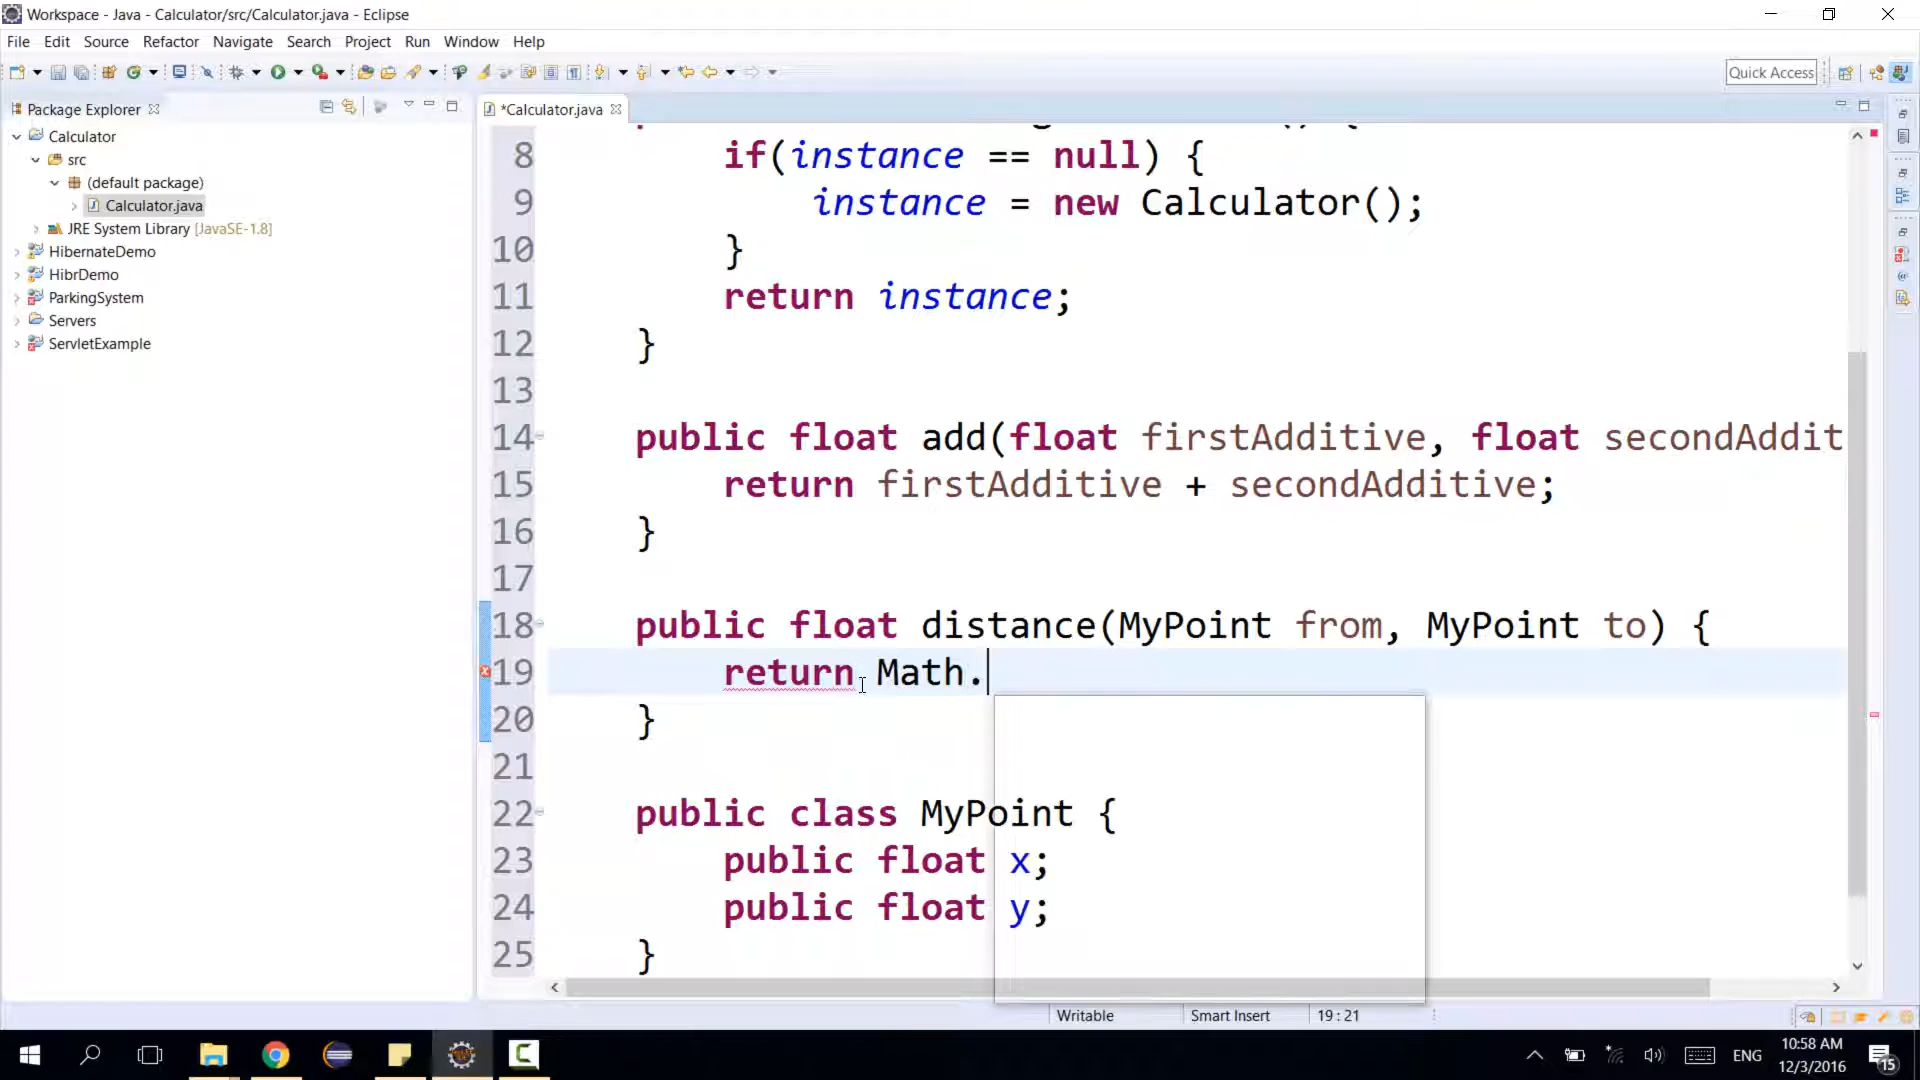 Workspace - Java - Calculator/src/Calculator.java - Eclipse
File Edit Source Refactor Navigate Search Project Run Window Help
Quick Access
Package Explorer
*Calculator.java
Calculator
src
(default package)
Calculator.java
JRE System Library [JavaSE-1.8]
HibernateDemo
HibrDemo
ParkingSystem
Servers
ServletExample
8 if(instance == null) {
9 instance = new Calculator();
10 }
11 return instance;
12 }
13
14 public float add(float firstAdditive, float secondAddit
15 return firstAdditive + secondAdditive;
16 }
17
18 public float distance(MyPoint from, MyPoint to) {
19 return Math.
20 }
21
22 public class MyPoint {
23 public float x;
24 public float y;
25 }
Writable Smart Insert 19 : 21
ENG
10:58 AM
12/3/2016
15